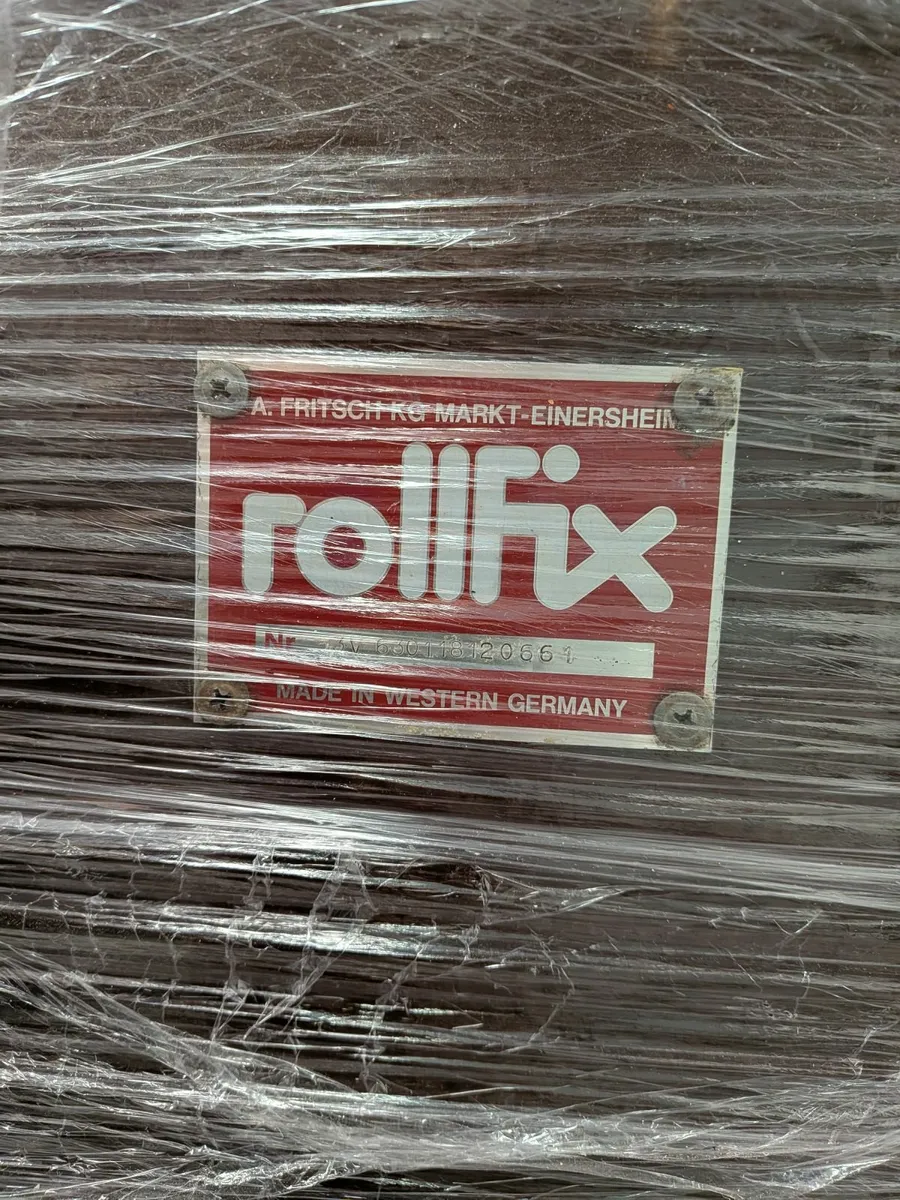 A. FRITSCH KG MARKT-EINERSHEIM
rollfix
Nr
MADE IN WESTERN GERMANY